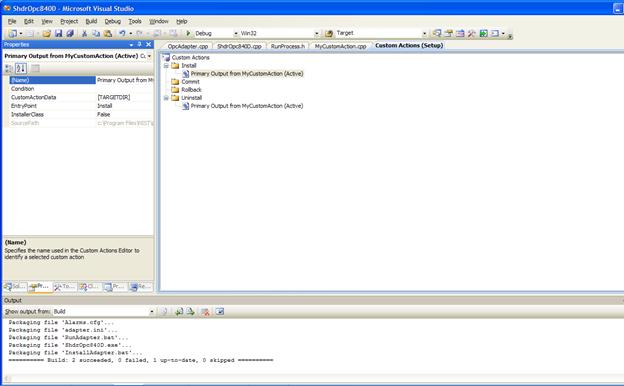 ShdrOpc840D - Microsoft Visual Studio
File Edit View Project Build Debug Tools Window Help
Debug Win32 Target
Properties
Primary Output from MyCustomAction (Active) Cu
(Name) Primary Output from My
Condition
CustomActionData [TARGETDIR]
EntryPoint Install
InstallerClass False
SourcePath c:\Program Files\NIST\
(Name)
Specifies the name used in the Custom Actions Editor to
identify a selected custom action
Sol... Pr... To... Cl... Pr... Re...
OpcAdapter.cpp ShdrOpc840D.cpp RunProcess.h MyCustomAction.cpp Custom Actions (Setup)
Custom Actions
Install
Primary Output from MyCustomAction (Active)
Commit
Rollback
Uninstall
Primary Output from MyCustomAction (Active)
Output
Show output from: Build
Packaging file 'Alarms.cfg'...
Packaging file 'adapter.ini'...
Packaging file 'RunAdapter.bat'...
Packaging file 'ShdrOpc840D.exe'...
Packaging file 'InstallAdapter.bat'...
========== Build: 2 succeeded, 0 failed, 1 up-to-date, 0 skipped ==========